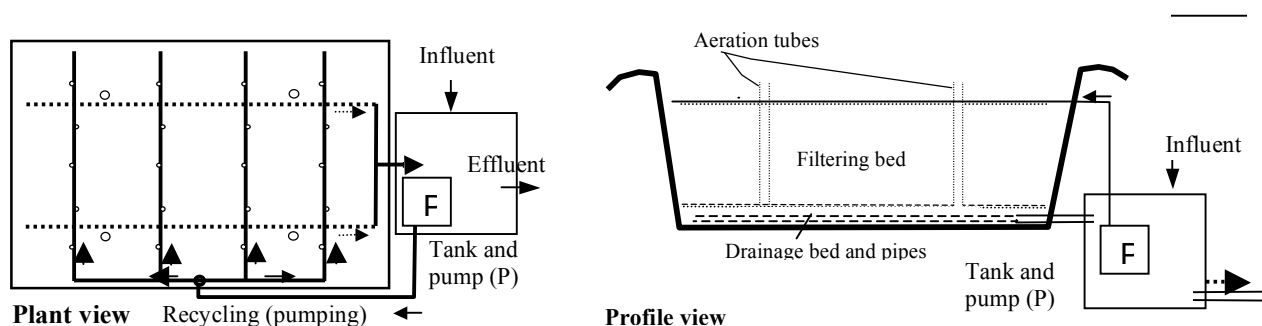 Influent
Effluent
F
Tank and
pump (P)
Plant view
Recycling (pumping)
Aeration tubes
Filtering bed
Drainage bed and pipes
Influent
F
Tank and
pump (P)
Profile view